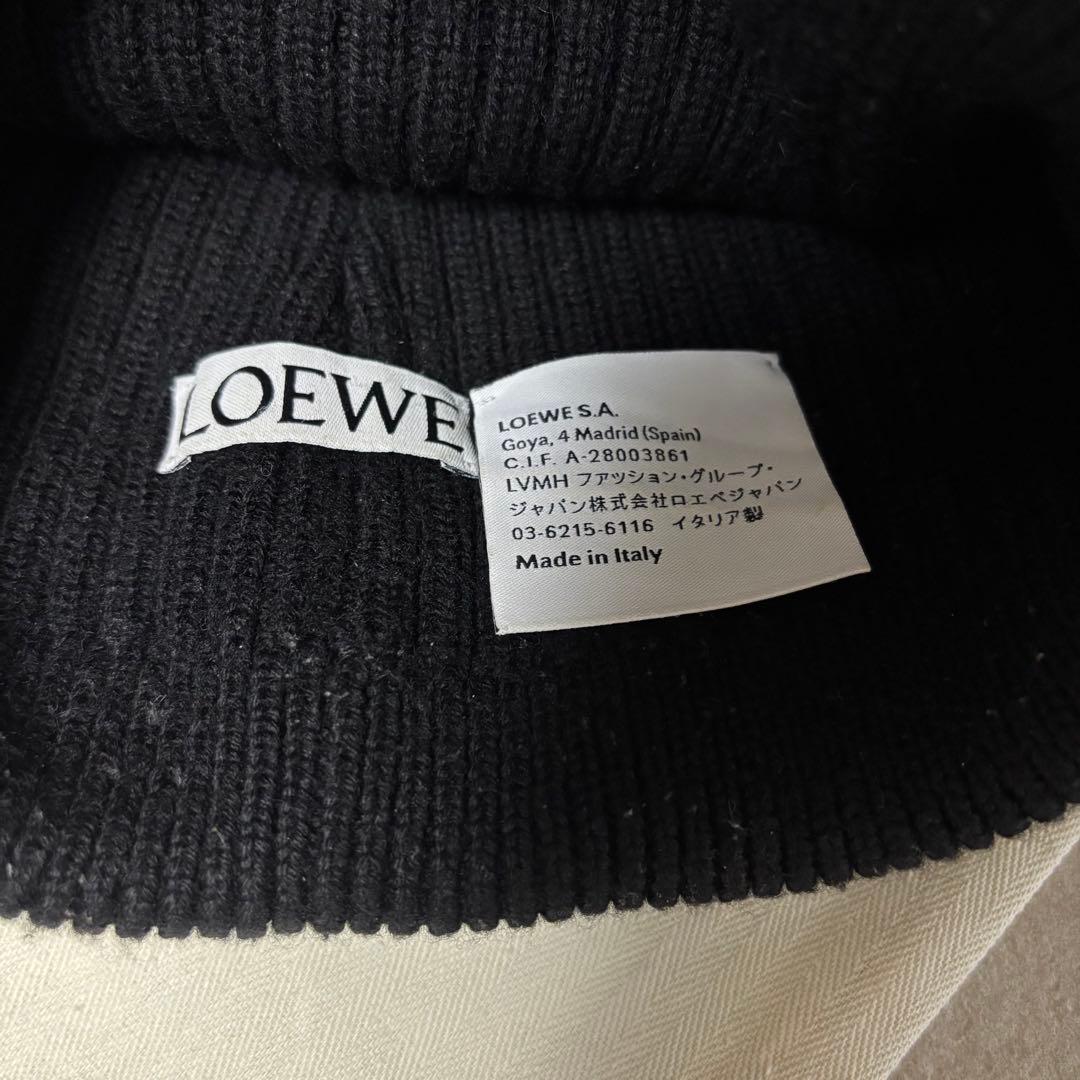 LOEWE
LOEWE S.A.
Goya, 4 Madrid (Spain)
C.I.F. A-28003861
LVMH ファッション・グループ・
ジャパン株式会社ロエベジャパン
03-6215-6116 イタリア製
Made in Italy